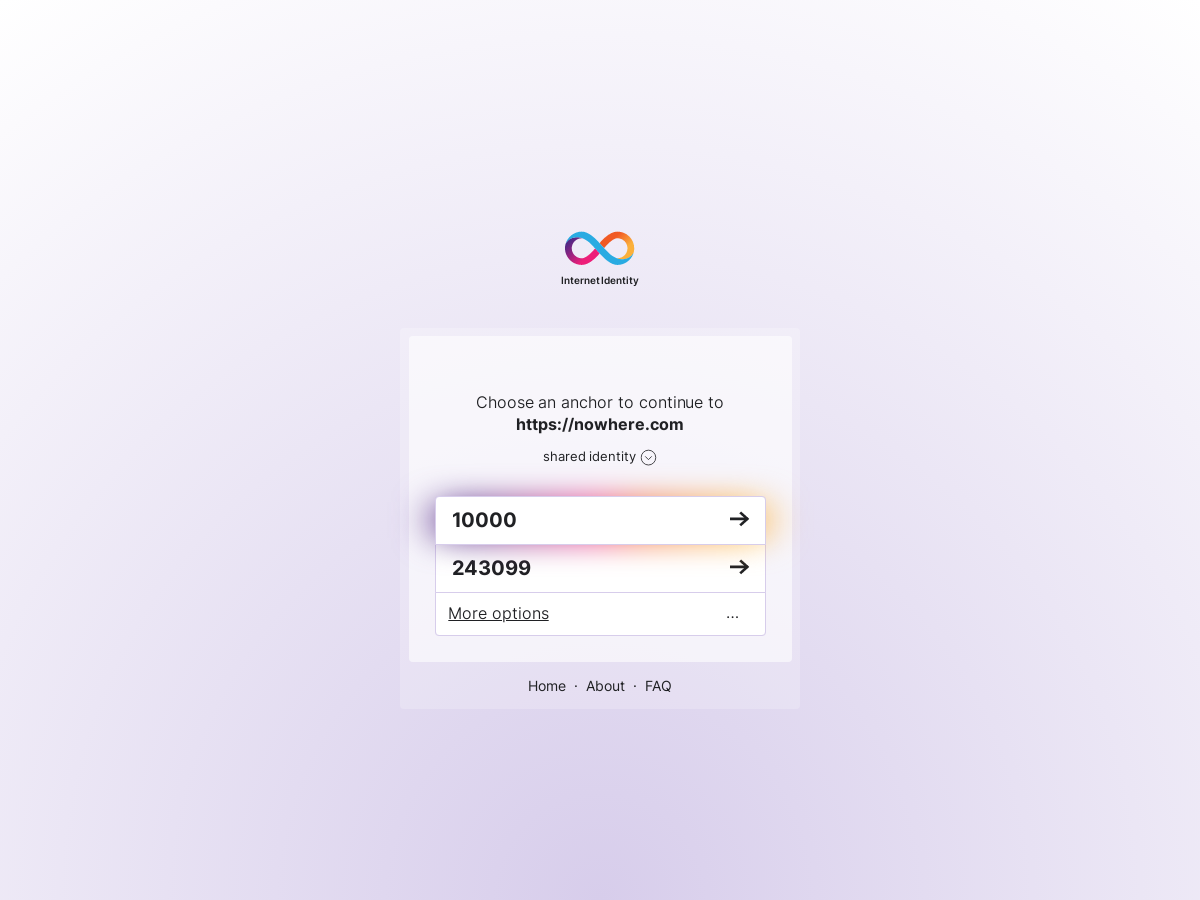 Internet Identity
Choose an anchor to continue to
https://nowhere.com
shared identity
10000
243099
More options ...
Home · About · FAQ